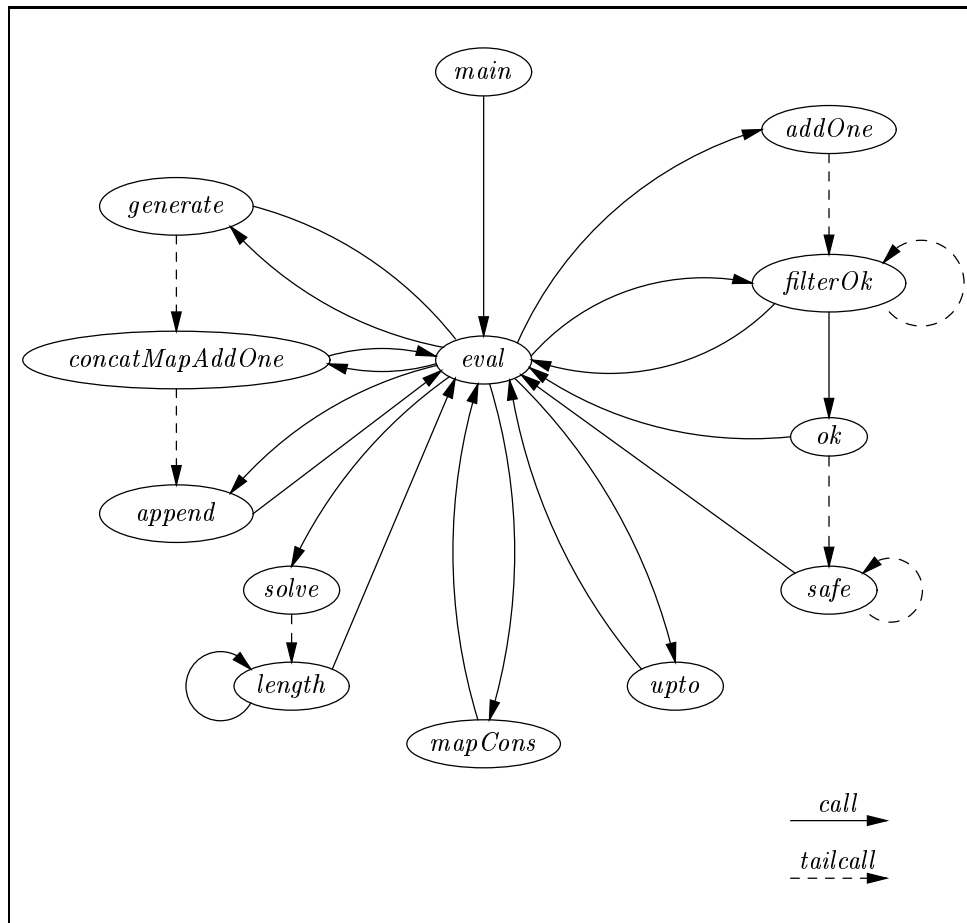 main
addOne
generate
filterOk
concatMapAddOne
eval
ok
append
solve
safe
length
upto
mapCons
call
tailcall